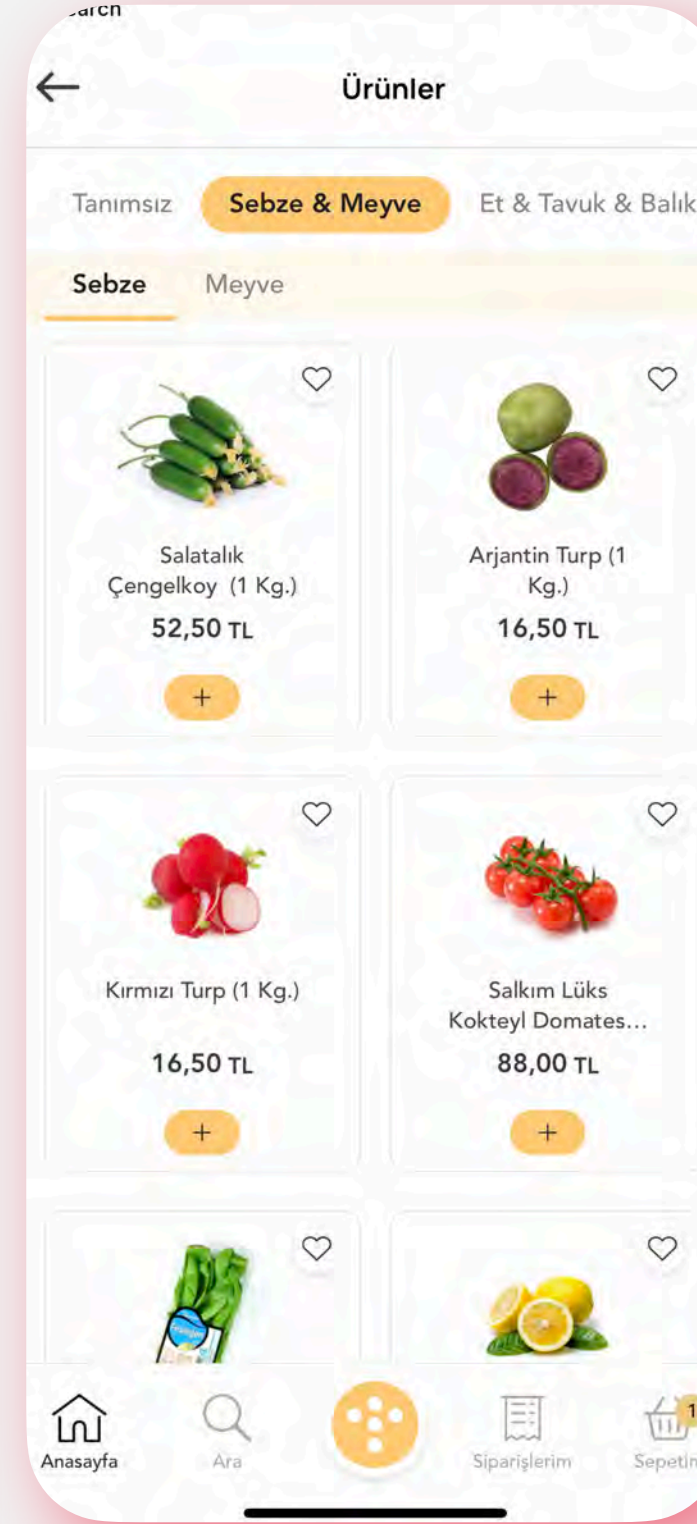 Ürünler
Tanımsız Sebze & Meyve Et & Tavuk & Balık
Sebze Meyve
Salatalık
Çengelkoy (1 Kg.)
52,50 TL
+
Arjantin Turp (1
Kg.)
16,50 TL
+
Kırmızı Turp (1 Kg.)
16,50 TL
+
Salkım Lüks
Kokteyl Domates...
88,00 TL
+
1
Anasayfa Ara Siparişlerim Sepetim